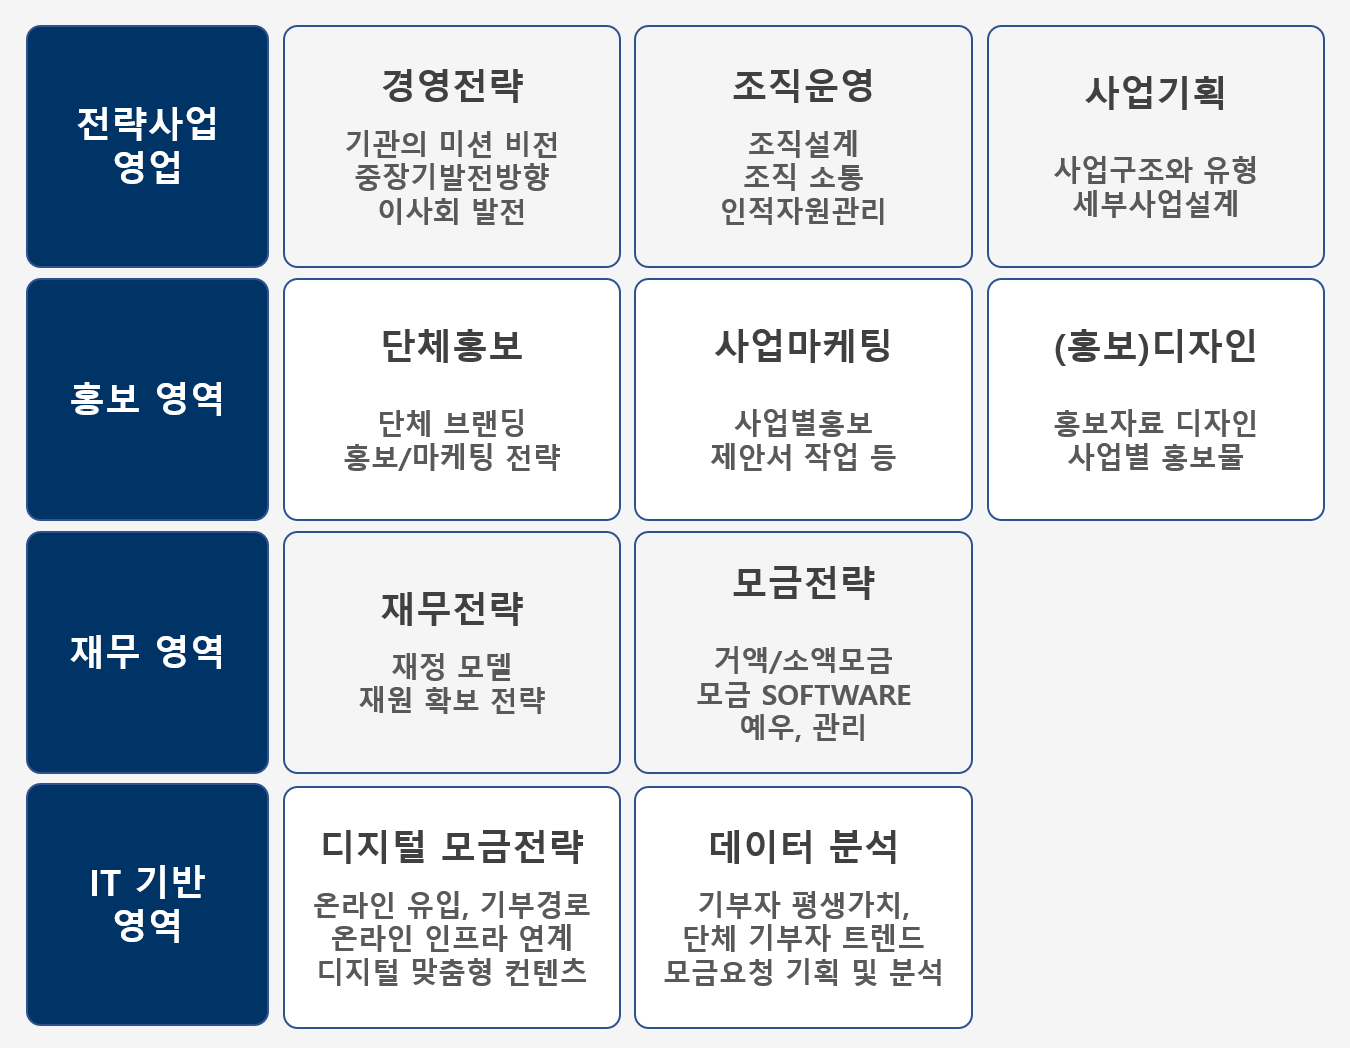 전략사업
영업
경영전략
기관의 미션 비전
중장기발전방향
이사회 발전
조직운영
조직설계
조직 소통
인적자원관리
사업기획
사업구조와 유형
세부사업설계
홍보 영역
단체홍보
단체 브랜딩
홍보/마케팅 전략
사업마케팅
사업별홍보
제안서 작업 등
(홍보)디자인
홍보자료 디자인
사업별 홍보물
재무 영역
재무전략
재정 모델
재원 확보 전략
모금전략
거액/소액모금
모금 SOFTWARE
예우, 관리
IT 기반
영역
디지털 모금전략
온라인 유입, 기부경로
온라인 인프라 연계
디지털 맞춤형 컨텐츠
데이터 분석
기부자 평생가치,
단체 기부자 트렌드
모금요청 기획 및 분석